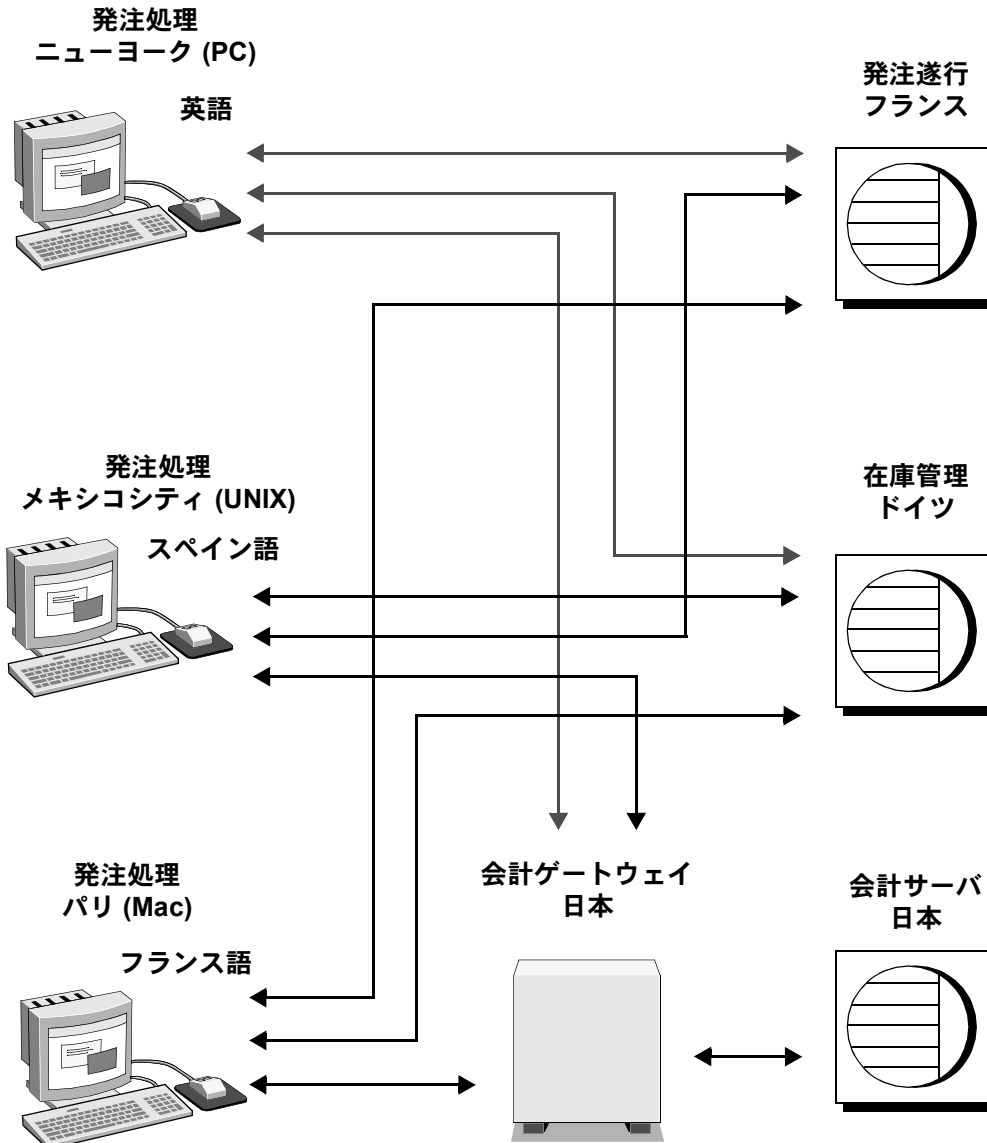 発注処理
ニューヨーク (PC)
英語
発注遂行
フランス
発注処理
メキシコシティ (UNIX)
スペイン語
在庫管理
ドイツ
発注処理
パリ (Mac)
フランス語
会計ゲートウェイ
日本
会計サーバ
日本